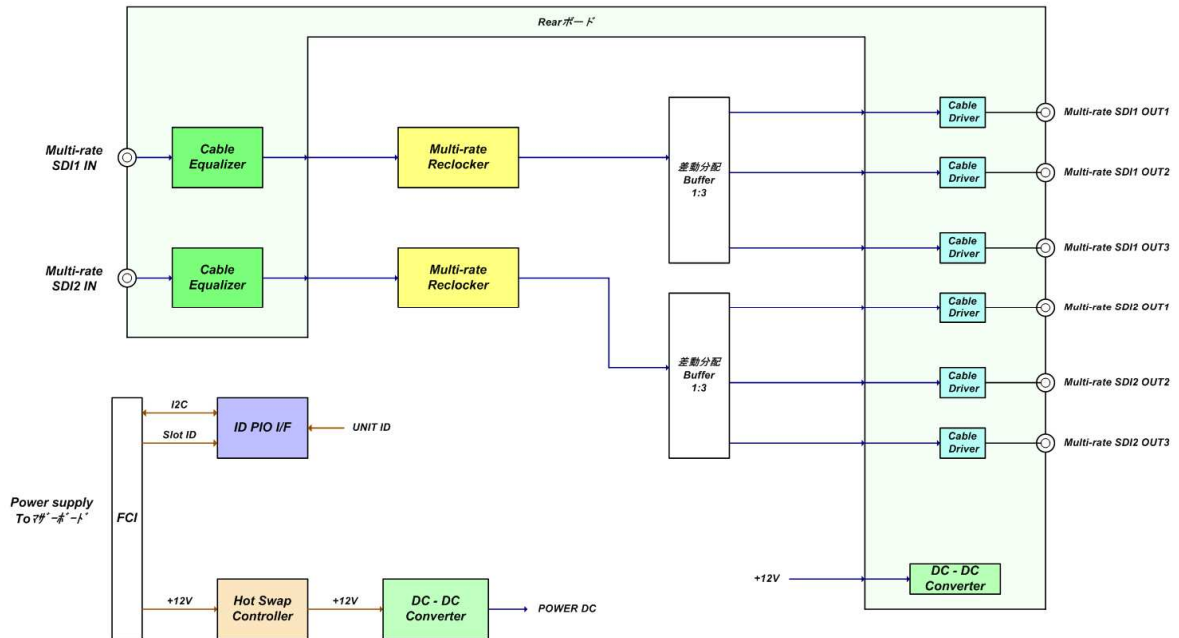 Rearボード
Multi-rate
SDI1 IN
Cable
Equalizer
Multi-rate
Reclocker
差動分配
Buffer
1:3
Cable
Driver
Multi-rate SDI1 OUT1
Cable
Driver
Multi-rate SDI1 OUT2
Cable
Driver
Multi-rate SDI1 OUT3
Multi-rate
SDI2 IN
Cable
Equalizer
Multi-rate
Reclocker
差動分配
Buffer
1:3
Cable
Driver
Multi-rate SDI2 OUT1
Cable
Driver
Multi-rate SDI2 OUT2
Cable
Driver
Multi-rate SDI2 OUT3
Power supply
Toマザーボード
FCI
I2C
Slot ID
ID PIO I/F
UNIT ID
+12V
Hot Swap
Controller
+12V
DC - DC
Converter
POWER DC
+12V
DC - DC
Converter